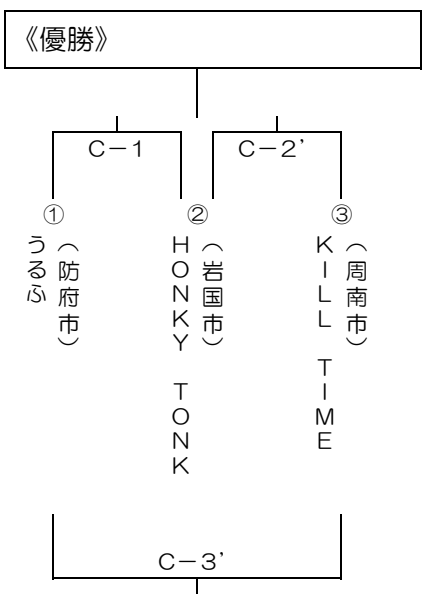 《優勝》
C-1
C-2’
①
②
③
(防府市)
うるふ
(岩国市)
HONKY TONK
(周南市)
KILL TIME
C-3’